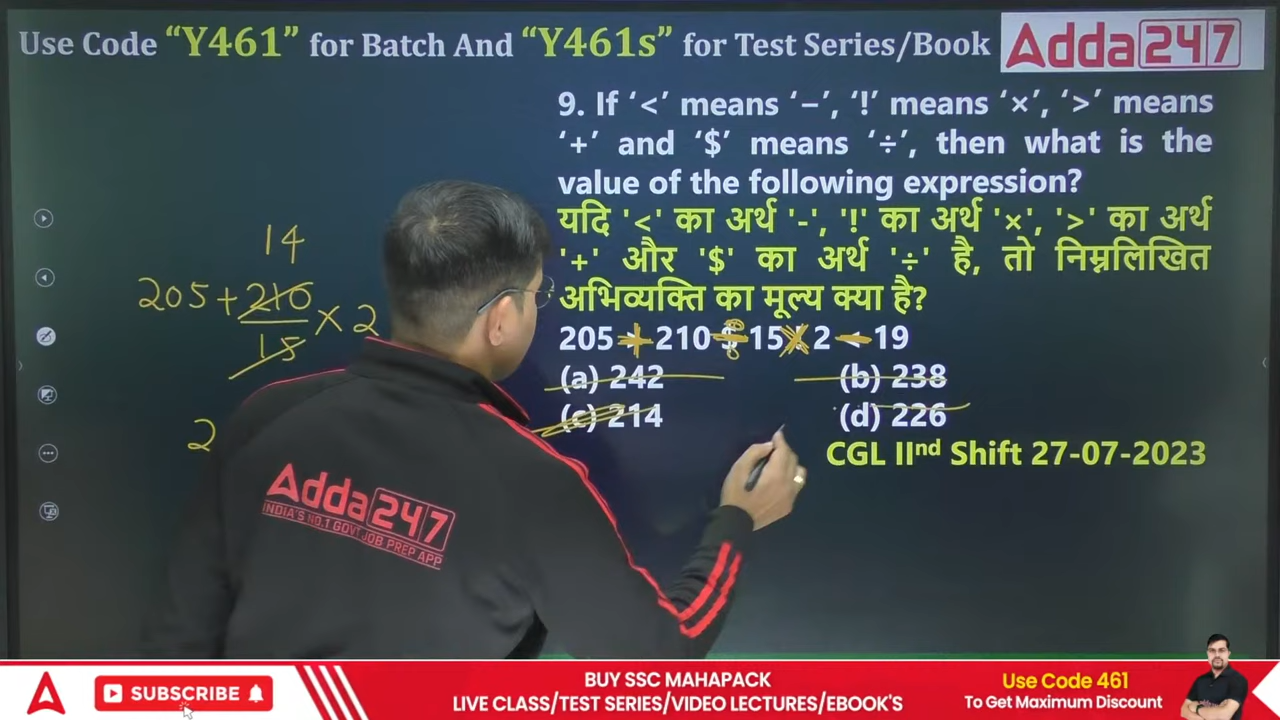 Use Code “Y461” for Batch And “Y461s” for Test Series/Book
Adda247
9. If ‘<’ means ‘–’, ‘!’ means ‘×’, ‘>’ means
‘+’ and ‘$’ means ‘÷’, then what is the
value of the following expression?
यदि '<' का अर्थ '-', '!' का अर्थ '×', '>' का अर्थ
'+' और '$' का अर्थ '÷' है, तो निम्नलिखित
अभिव्यक्ति का मूल्य क्या है?
205 + 210 ÷ 15 × 2 – 19
(a) 242 (b) 238
(c) 214 (d) 226
CGL IInd Shift 27-07-2023
14
205 + 210 × 2
15
2
Adda247
INDIA'S NO.1 GOVT JOB PREP APP
SUBSCRIBE
BUY SSC MAHAPACK
LIVE CLASS/TEST SERIES/VIDEO LECTURES/EBOOK'S
Use Code 461
To Get Maximum Discount